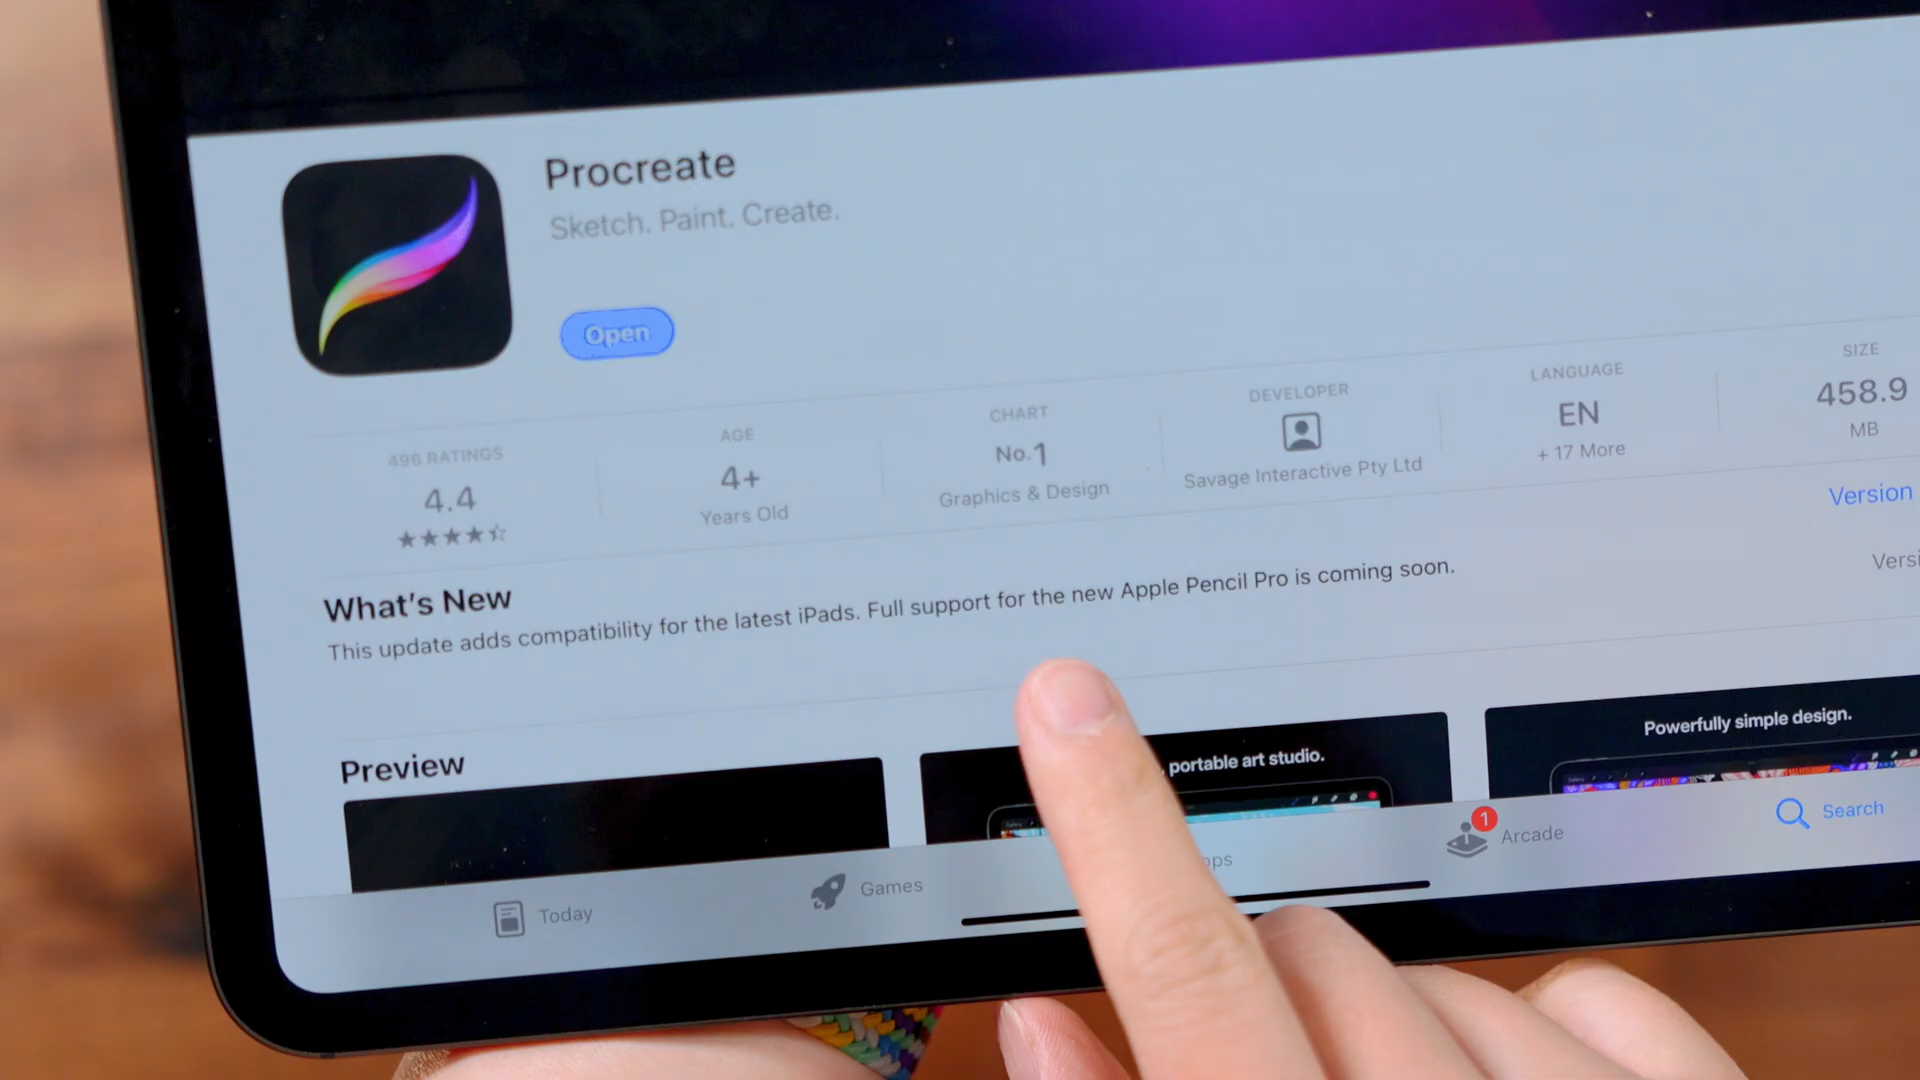 Procreate
Sketch. Paint. Create.
Open
496 RATINGS
4.4
AGE
4+
Years Old
CHART
No.1
Graphics & Design
DEVELOPER
Savage Interactive Pty Ltd
LANGUAGE
EN
+ 17 More
SIZE
458.9
MB
What's New
Version
This update adds compatibility for the latest iPads. Full support for the new Apple Pencil Pro is coming soon.
Preview
portable art studio.
Powerfully simple design.
Today
Games
1
Arcade
Search